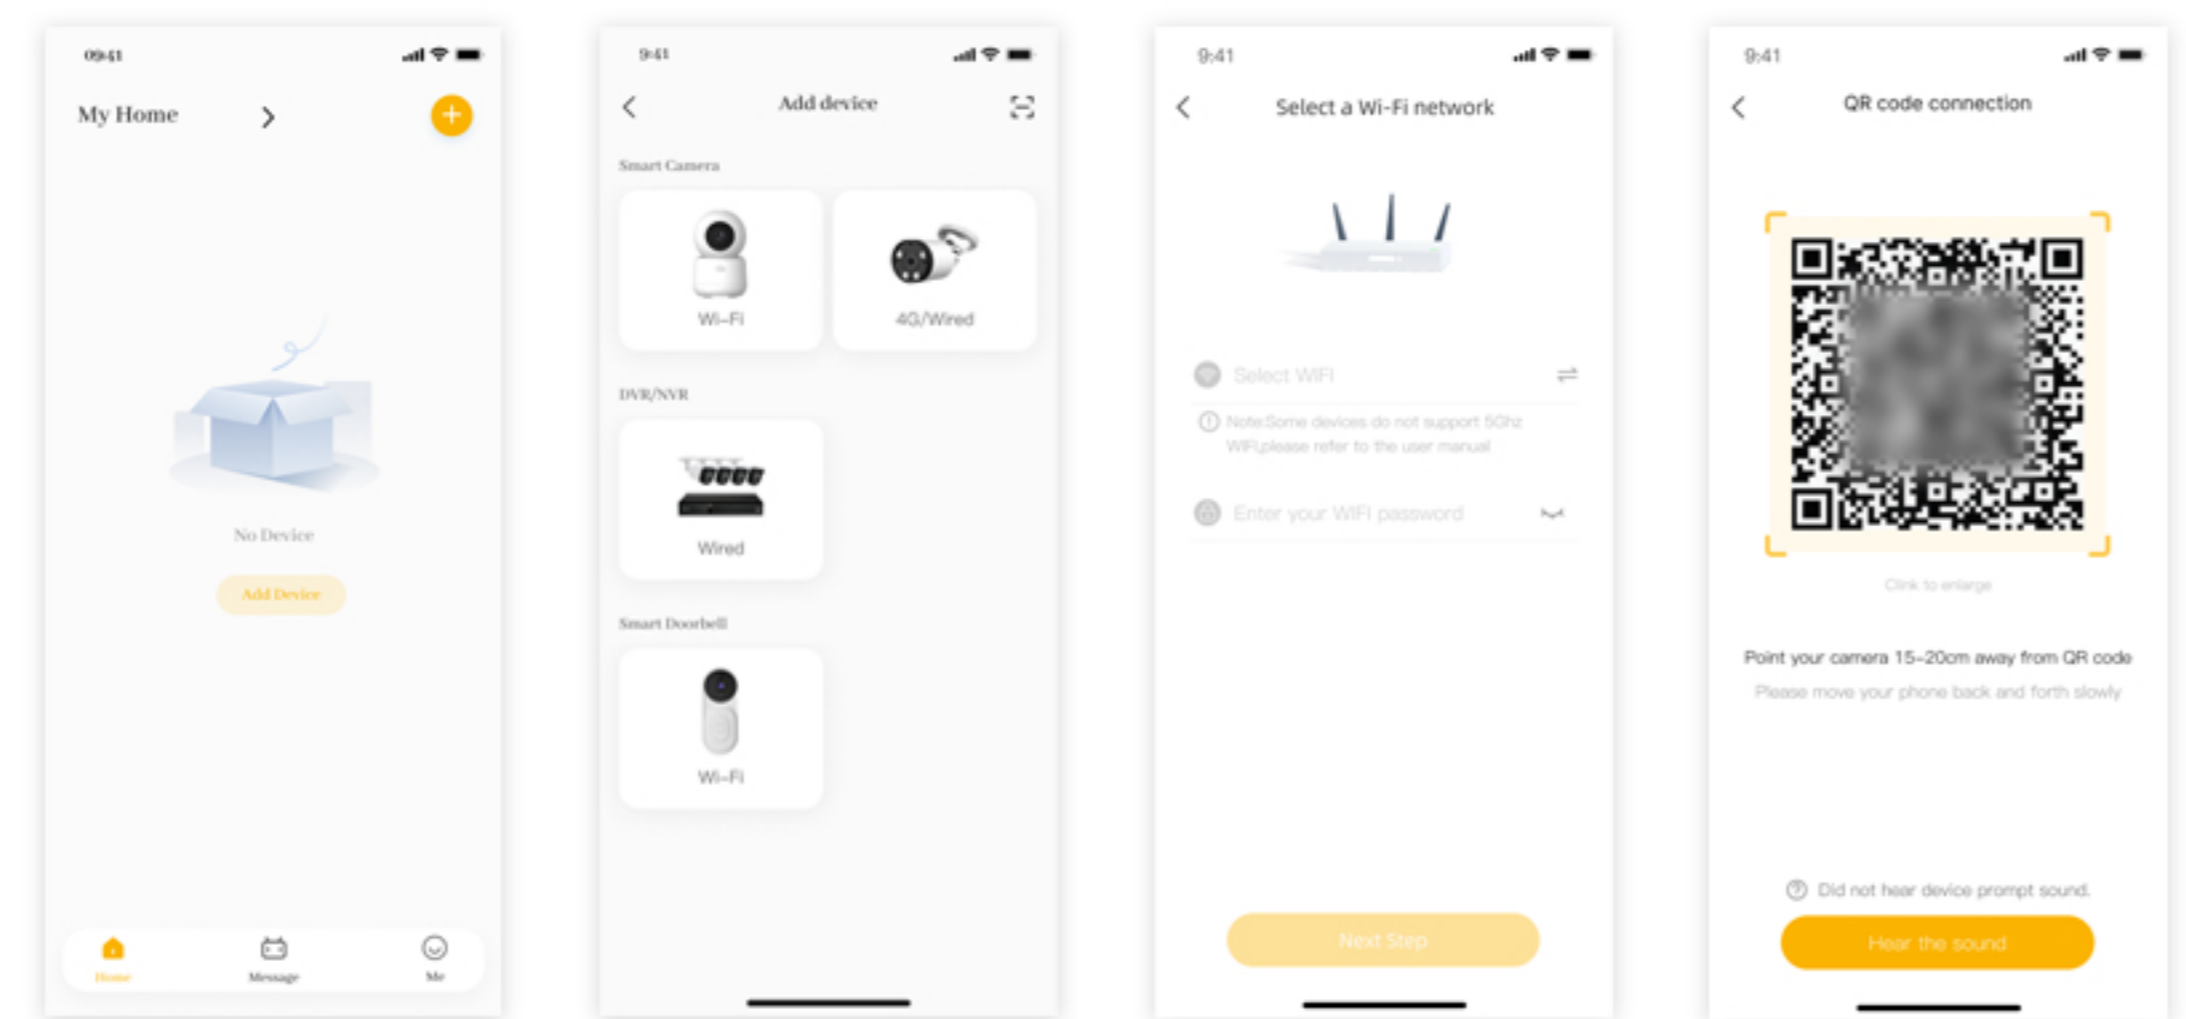 09:41
My Home
No Device
Add Device
Home
Message
Me
9:41
Add device
Smart Camera
Wi-Fi
4G/Wired
DVR/NVR
Wired
Smart Doorbell
Wi-Fi
9:41
Select a Wi-Fi network
Select WIFI
Note:Some devices do not support 5Ghz
WIFI,please refer to the user manual
Enter your WIFI password
Next Step
9:41
QR code connection
Clink to enlarge
Point your camera 15-20cm away from QR code
Please move your phone back and forth slowly
Did not hear device prompt sound.
Hear the sound